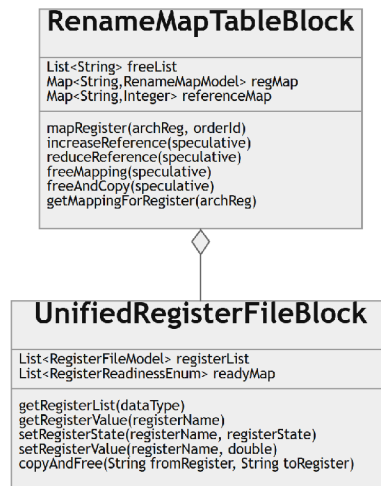 RenameMapTableBlock
List<String> freeList
Map<String,RenameMapModel> regMap
Map<String,Integer> referenceMap
mapRegister(archReg, orderId)
increaseReference(speculative)
reduceReference(speculative)
freeMapping(speculative)
freeAndCopy(speculative)
getMappingForRegister(archReg)
UnifiedRegisterFileBlock
List<RegisterFileModel> registerList
List<RegisterReadinessEnum> readyMap
getRegisterList(dataType)
getRegisterValue(registerName)
setRegisterState(registerName, registerState)
setRegisterValue(registerName, double)
copyAndFree(String fromRegister, String toRegister)